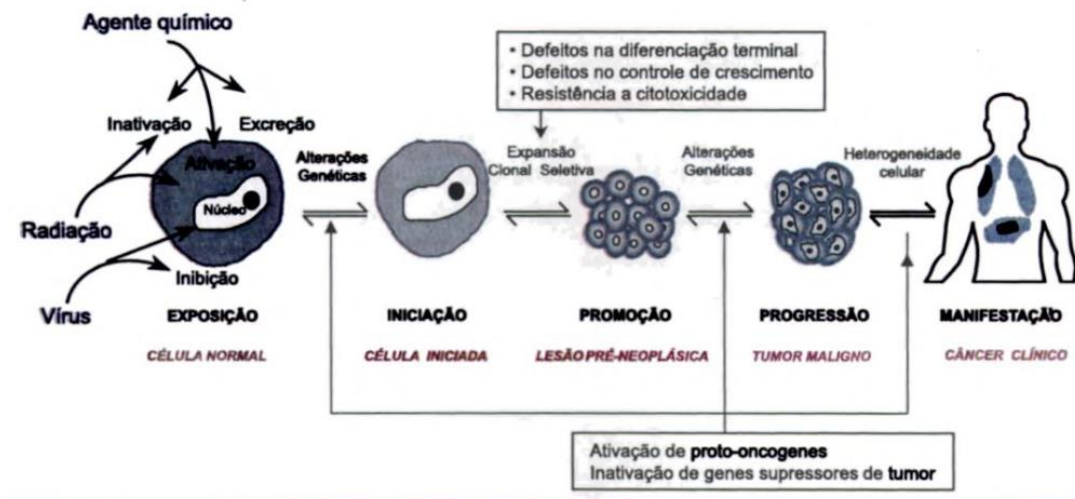 Agente químico
• Defeitos na diferenciação terminal
• Defeitos no controle de crescimento
• Resistência a citotoxicidade
Inativação
Excreção
Ativação
Núcleo
Radiação
Inibição
Vírus
Alterações
Genéticas
Expansão
Clonal Seletiva
Alterações
Genéticas
Heterogeneidade
celular
EXPOSIÇÃO
INICIAÇÃO
PROMOÇÃO
PROGRESSÃO
MANIFESTAÇÃO
CÉLULA NORMAL
CÉLULA INICIADA
LESÃO PRÉ-NEOPLÁSICA
TUMOR MALIGNO
CÂNCER CLÍNICO
Ativação de proto-oncogenes
Inativação de genes supressores de tumor